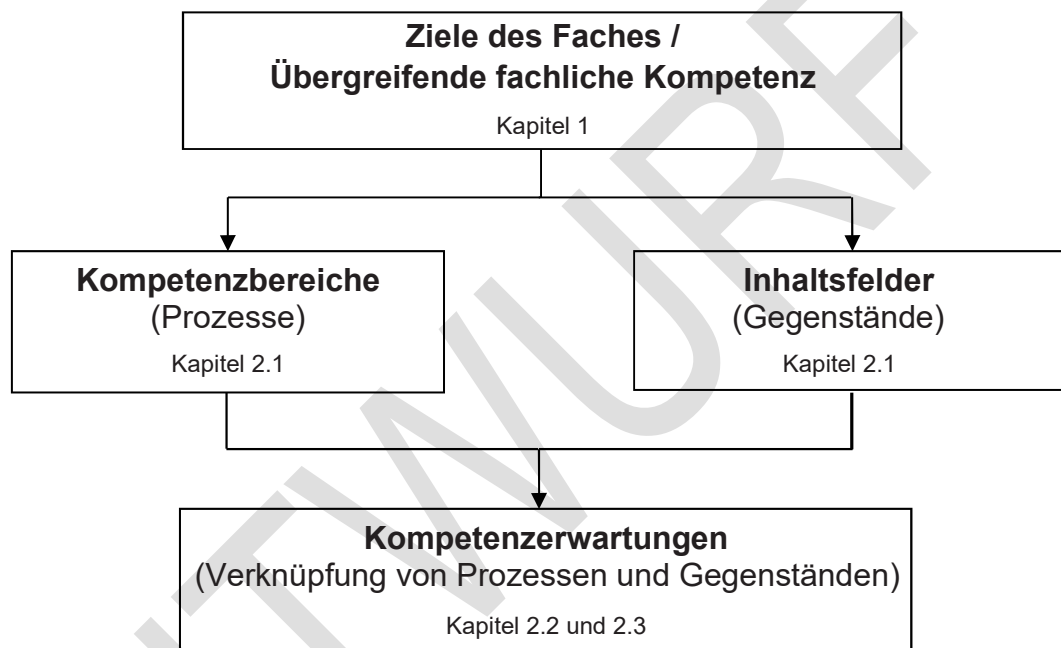 Ziele des Faches /
Übergreifende fachliche Kompetenz
Kapitel 1
Kompetenzbereiche
(Prozesse)
Kapitel 2.1
Inhaltsfelder
(Gegenstände)
Kapitel 2.1
Kompetenzerwartungen
(Verknüpfung von Prozessen und Gegenständen)
Kapitel 2.2 und 2.3
TWURF